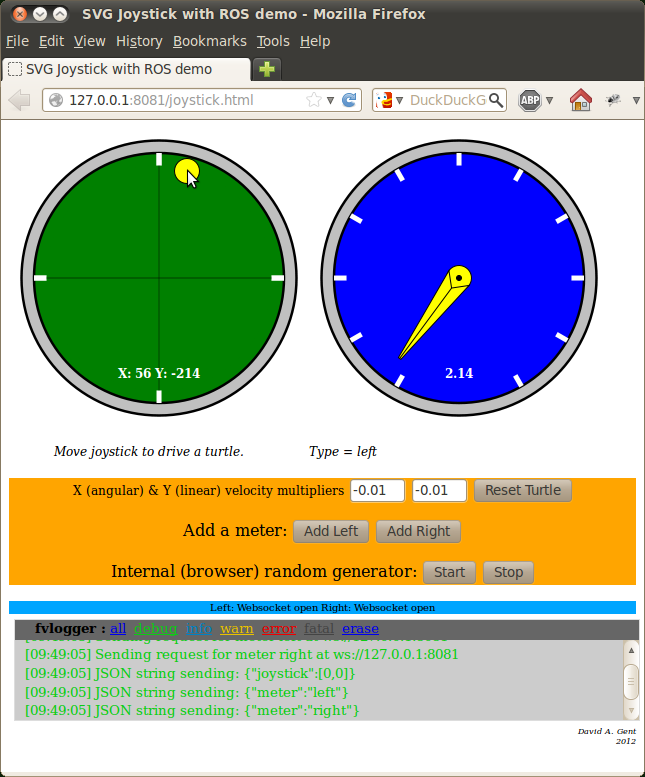 SVG Joystick with ROS demo - Mozilla Firefox
File Edit View History Bookmarks Tools Help
SVG Joystick with ROS demo
127.0.0.1:8081/joystick.html DuckDuckG ABP
X: 56 Y: -214 2.14
Move joystick to drive a turtle. Type = left
X (angular) & Y (linear) velocity multipliers -0.01 -0.01 Reset Turtle
Add a meter: Add Left Add Right
Internal (browser) random generator: Start Stop
Left: Websocket open Right: Websocket open
fvlogger : all debug info warn error fatal erase
[09:49:05] Sending request for meter right at ws://127.0.0.1:8081
[09:49:05] JSON string sending: {"joystick":[0,0]}
[09:49:05] JSON string sending: {"meter":"left"}
[09:49:05] JSON string sending: {"meter":"right"}
David A. Gent
2012